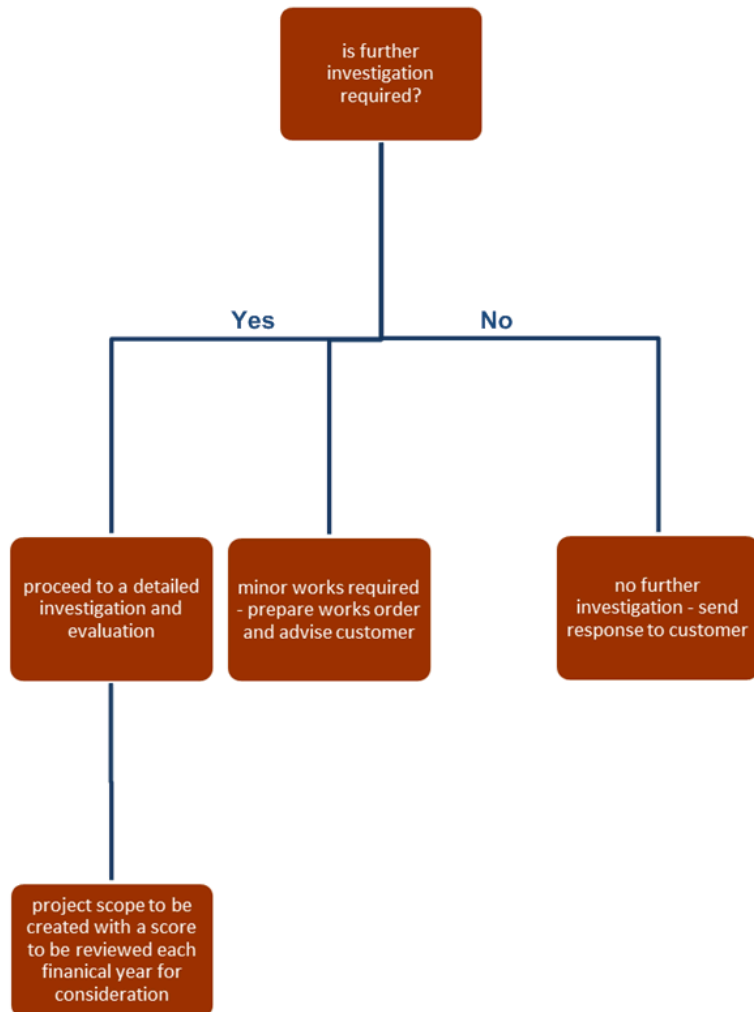 is further
investigation
required?
Yes
No
proceed to a detailed
investigation and
evaluation
minor works required
- prepare works order
and advise customer
no further
investigation - send
response to customer
project scope to be
created with a score
to be reviewed each
finanical year for
consideration